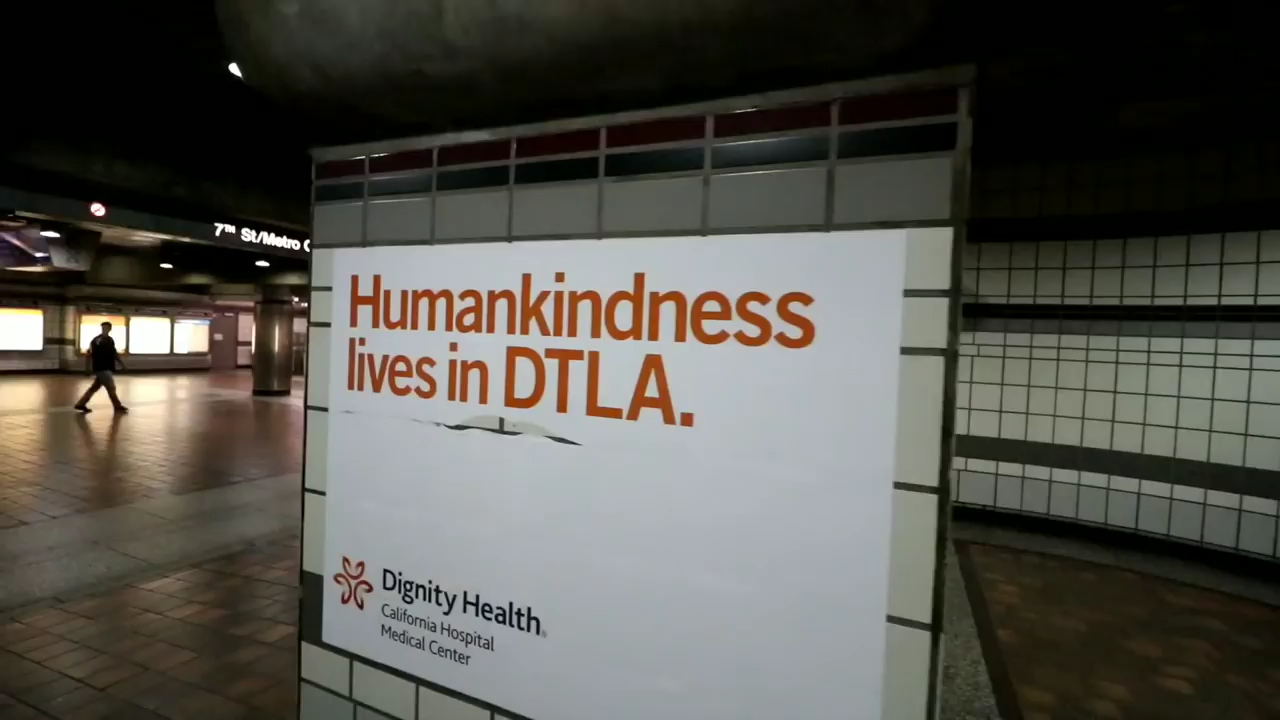 7TH St/Metro
Humankindness
lives in DTLA.
Dignity Health®
California Hospital
Medical Center